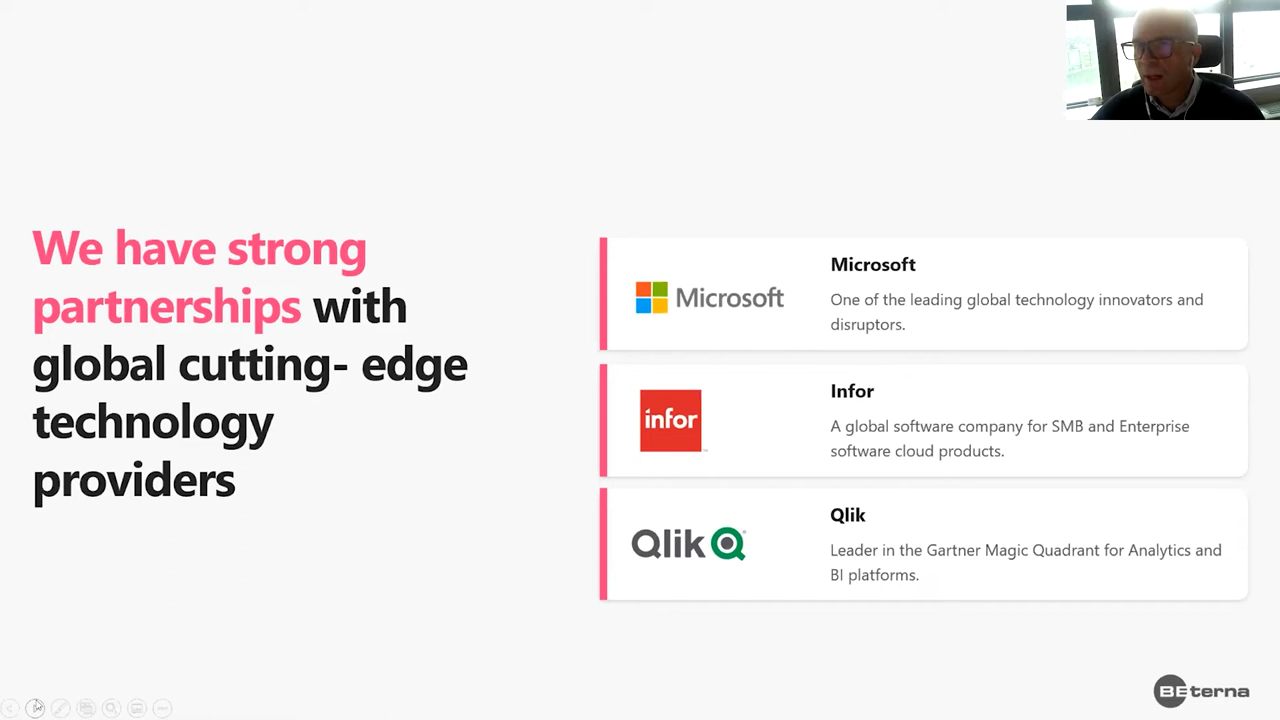 We have strong
partnerships with
global cutting- edge
technology
providers
Microsoft
Microsoft
One of the leading global technology innovators and
disruptors.
infor
Infor
A global software company for SMB and Enterprise
software cloud products.
Qlik
Qlik
Leader in the Gartner Magic Quadrant for Analytics and
BI platforms.
BEterna